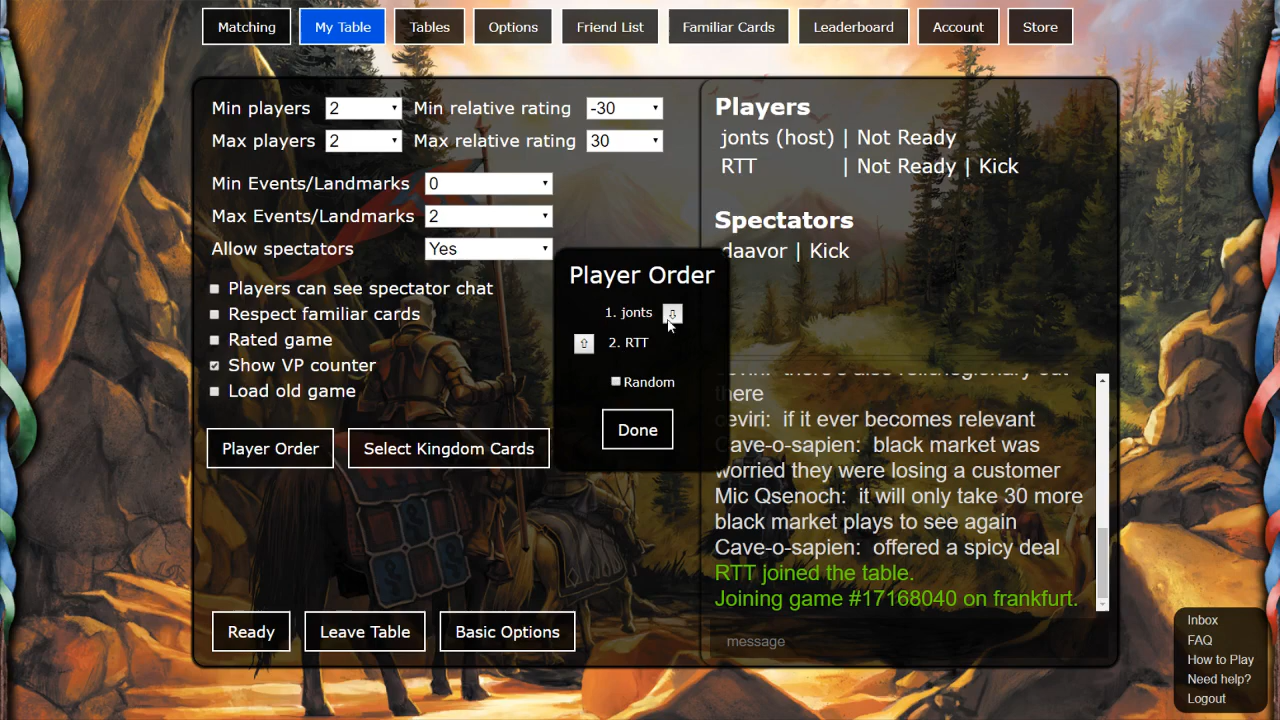 Matching
My Table
Tables
Options
Friend List
Familiar Cards
Leaderboard
Account
Store
Min players 2 Min relative rating -30
Max players 2 Max relative rating 30
Min Events/Landmarks 0
Max Events/Landmarks 2
Allow spectators Yes
Players can see spectator chat
Respect familiar cards
Rated game
Show VP counter
Load old game
Player Order
Select Kingdom Cards
Ready
Leave Table
Basic Options
Player Order
1. jonts
2. RTT
Random
Done
Players
jonts (host) | Not Ready
RTT | Not Ready | Kick
Spectators
daavor | Kick
there
ceviri: if it ever becomes relevant
Cave-o-sapien: black market was
worried they were losing a customer
Mic Qsenoch: it will only take 30 more
black market plays to see again
Cave-o-sapien: offered a spicy deal
RTT joined the table.
Joining game #17168040 on frankfurt.
message
Inbox
FAQ
How to Play
Need help?
Logout